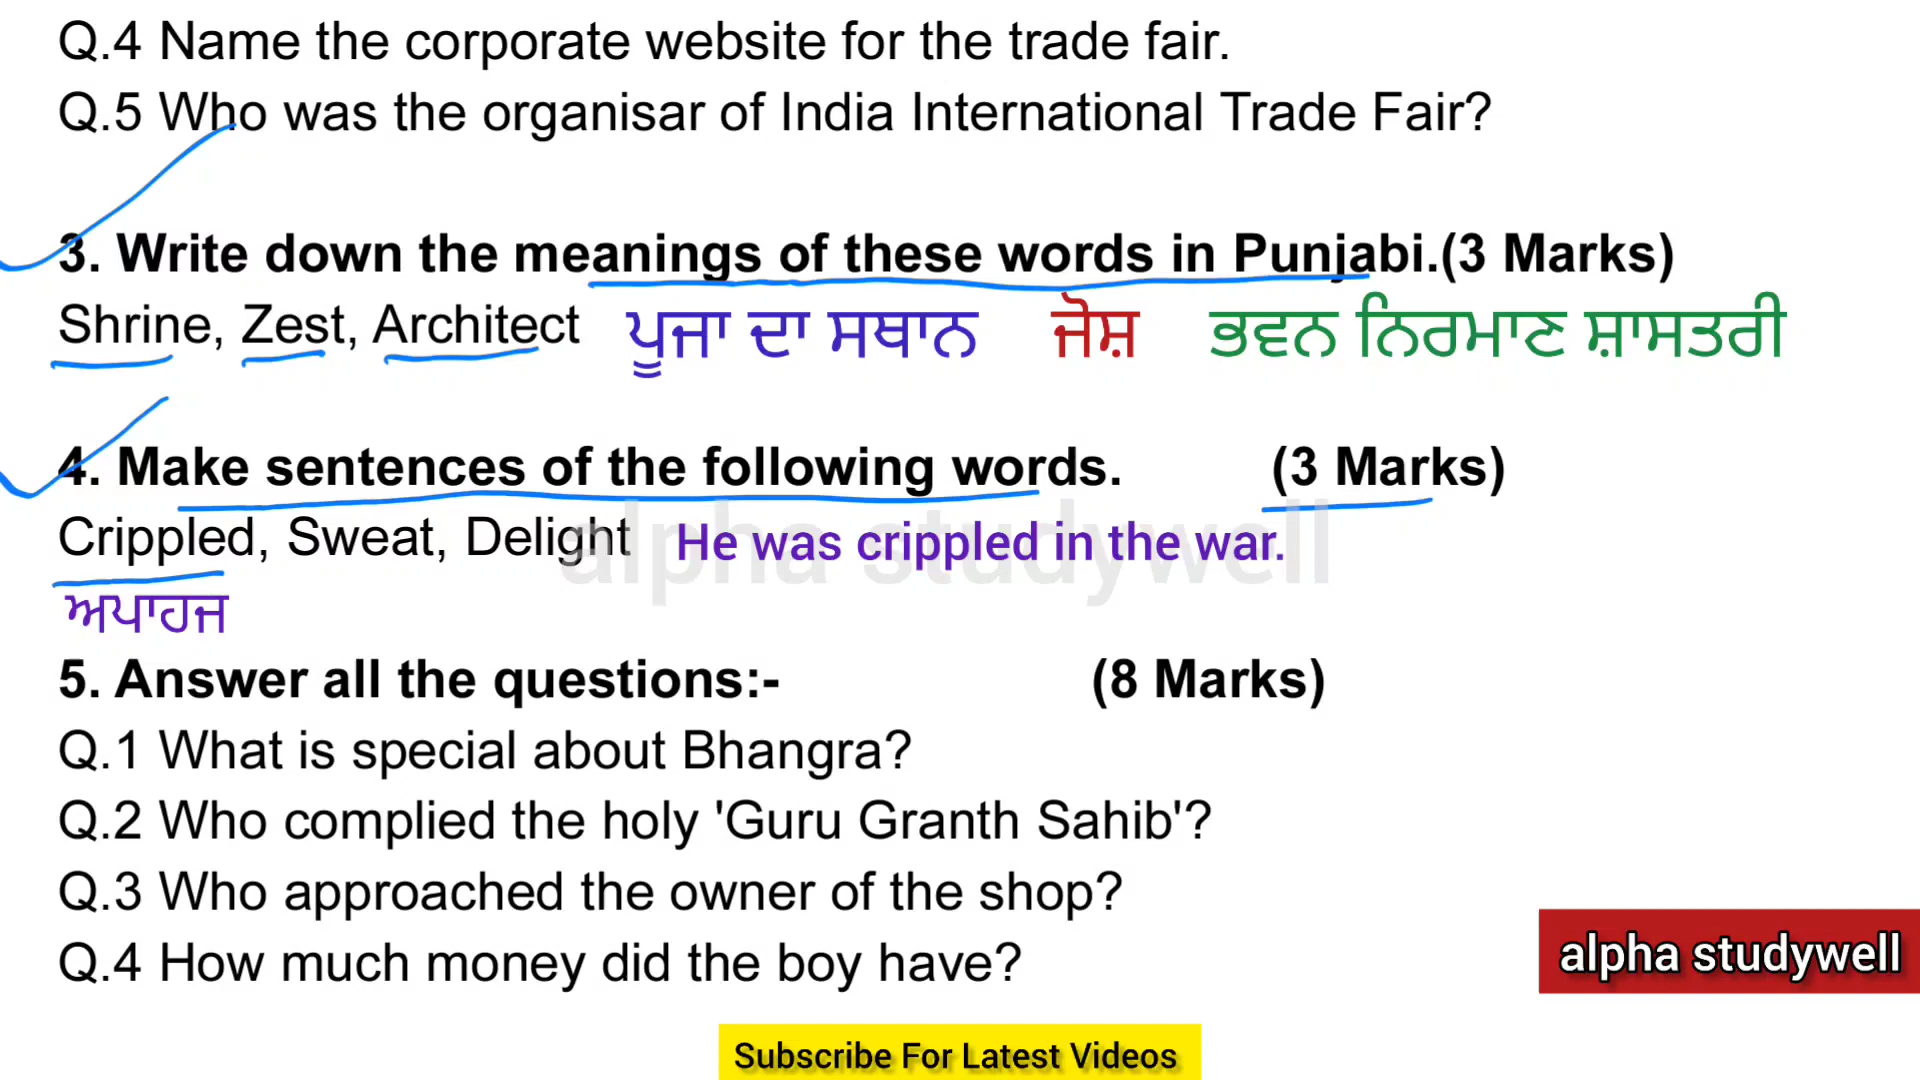 Q.4 Name the corporate website for the trade fair.
Q.5 Who was the organisar of India International Trade Fair?
3. Write down the meanings of these words in Punjabi.(3 Marks)
Shrine, Zest, Architect ਪੂਜਾ ਦਾ ਸਥਾਨ ਜੋਸ਼ ਭਵਨ ਨਿਰਮਾਣ ਸ਼ਾਸਤਰੀ
4. Make sentences of the following words. (3 Marks)
Crippled, Sweat, Delight He was crippled in the war.
alpha studywell
ਅਪਾਹਜ
5. Answer all the questions:- (8 Marks)
Q.1 What is special about Bhangra?
Q.2 Who complied the holy 'Guru Granth Sahib'?
Q.3 Who approached the owner of the shop?
Q.4 How much money did the boy have?
alpha studywell
Subscribe For Latest Videos